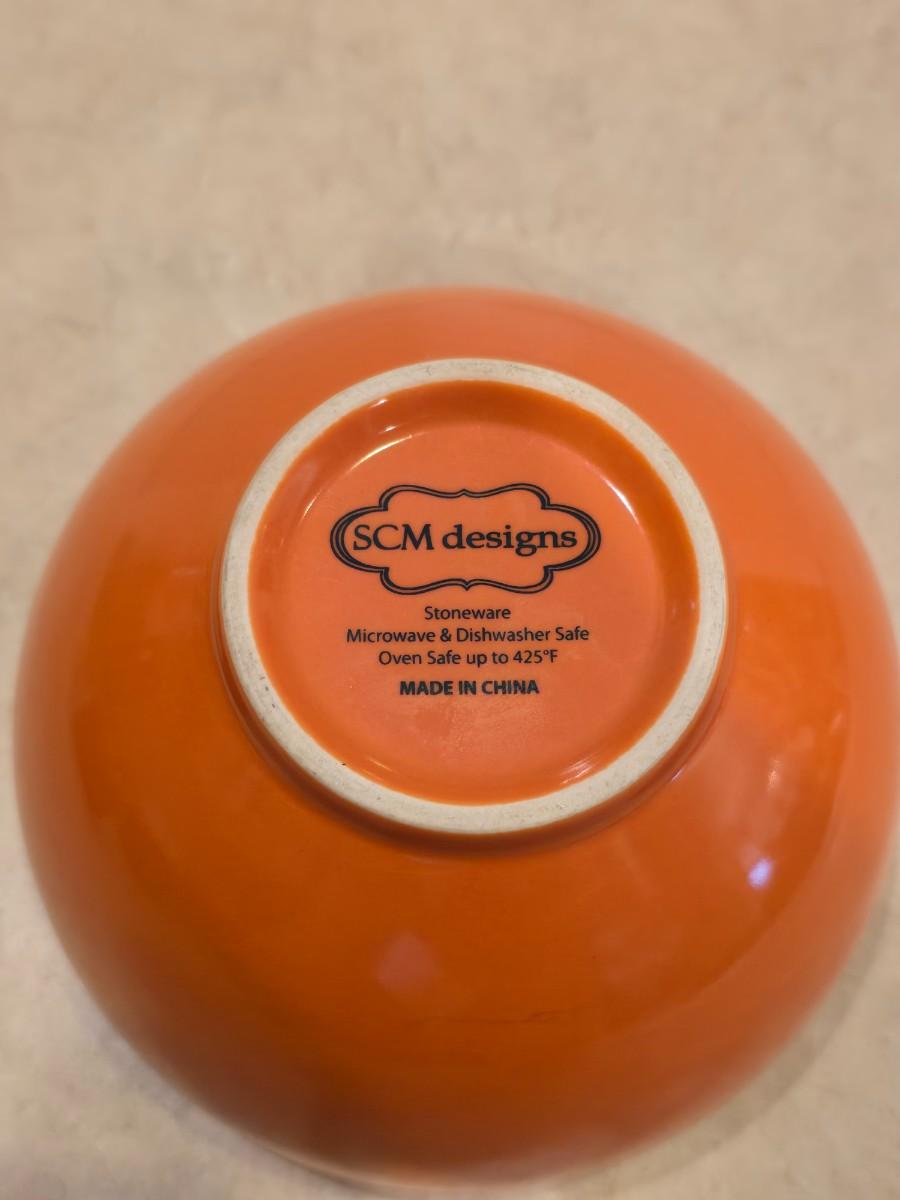 SCM designs
Stoneware
Microwave & Dishwasher Safe
Oven Safe up to 425°F
MADE IN CHINA